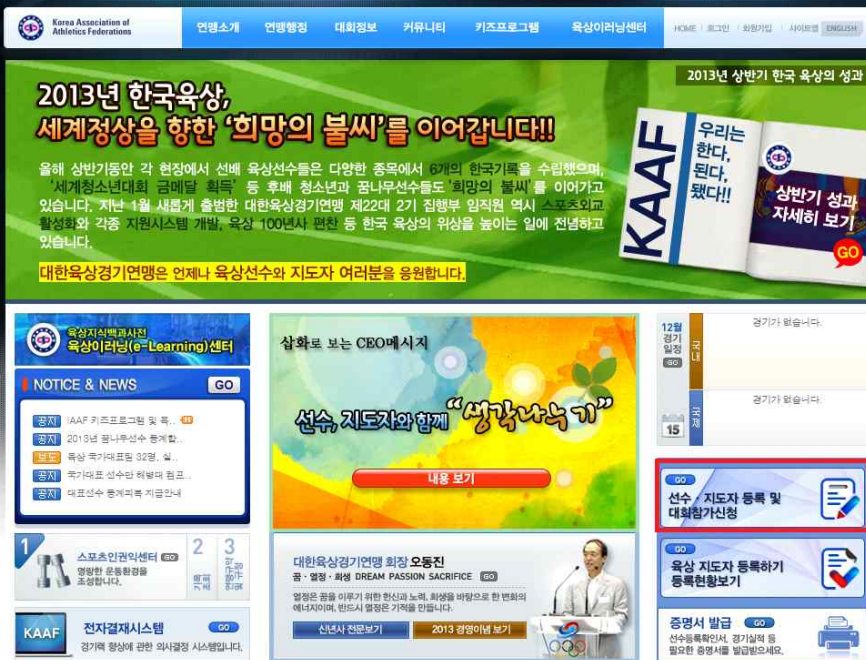 Korea Association of
Athletics Federations
연맹소개 연맹행정 대회정보 커뮤니티 키즈프로그램 육상이러닝센터
HOME 로그인 회원가입 사이트맵 ENGLISH
2013년 상반기 한국 육상의 성과
2013년 한국육상,
세계정상을 향한 ‘희망의 불씨’를 이어갑니다!!
올해 상반기동안 각 현장에서 선배 육상선수들은 다양한 종목에서 6개의 한국기록을 수립했으며,
'세계청소년대회 금메달 획득' 등 후배 청소년과 꿈나무선수들도 '희망의 불씨'를 이어가고
있습니다. 지난 1월 새롭게 출범한 대한육상경기연맹 제22대 2기 집행부 임직원 역시 스포츠외교
활성화와 각종 지원시스템 개발, 육상 100년사 편찬 등 한국 육상의 위상을 높이는 일에 전념하고
있습니다.
대한육상경기연맹은 언제나 육상선수와 지도자 여러분을 응원합니다.
KAAF
우리는
한다,
된다,
됐다!!
상반기 성과
자세히 보기
GO
육상지식백과사전
육상이러닝(e-Learning)센터
NOTICE & NEWS GO
공지 IAAF 키즈프로그램 및 육..
공지 2013년 꿈나무선수 동계합..
보도 육상 국가대표팀 32명, 실..
공지 국가대표 선수단 해병대 캠프..
공지 대표선수 동계피복 지급안내
1
스포츠인권익센터 GO
명랑한 운동환경을
조성합니다.
2
기록
조회
3
연맹규약
및규정
KAAF
전자결재시스템 GO
경기력 향상에 관한 의사결정 시스템입니다.
삽화로 보는 CEO메시지
선수, 지도자와 함께 “생각나누기”
내용 보기
대한육상경기연맹 회장 오동진
꿈 · 열정 · 희생 DREAM PASSION SACRIFICE GO
열정은 꿈을 이루기 위한 헌신과 노력, 희생을 바탕으로 한 변화의
에너지이며, 반드시 열정은 기적을 만듭니다.
신년사 전문보기 2013 경영이념 보기
12월
경기
일정
GO
15
국내
경기가 없습니다.
국제
경기가 없습니다.
GO
선수 · 지도자 등록 및
대회참가신청
GO
육상 지도자 등록하기
등록현황보기
증명서 발급 GO
선수등록확인서, 경기실적 등
필요한 증명서를 발급받으세요.